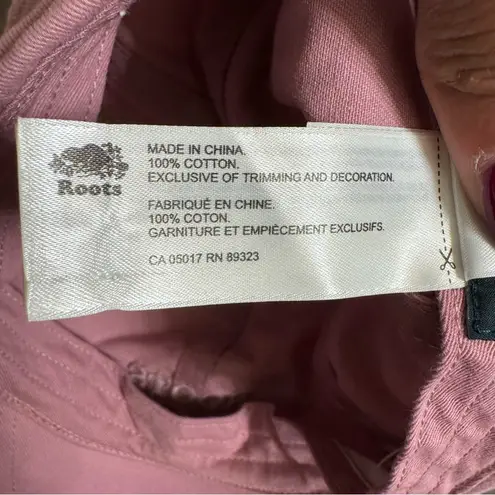 Roots
MADE IN CHINA.
100% COTTON.
EXCLUSIVE OF TRIMMING AND DECORATION.
FABRIQUÉ EN CHINE.
100% COTON.
GARNITURE ET EMPIÈCEMENT EXCLUSIFS.
CA 05017 RN 89323